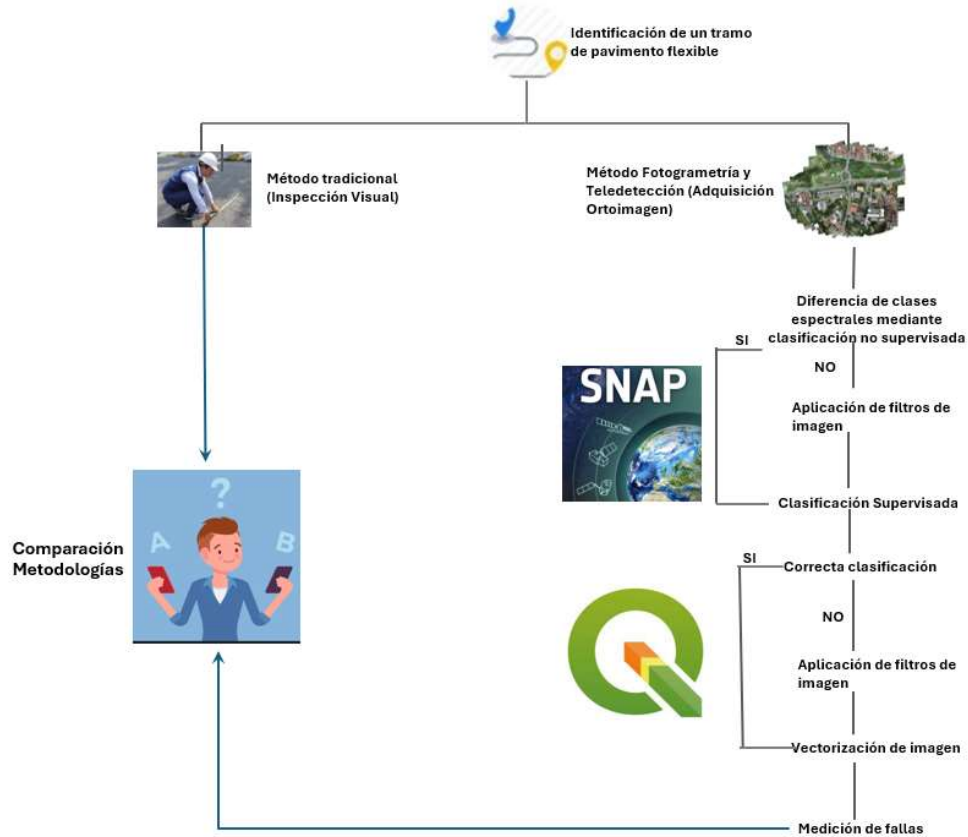 Identificación de un tramo
de pavimento flexible
Método tradicional
(Inspección Visual)
Método Fotogrametría y
Teledetección (Adquisición
Ortoimagen)
Diferencia de clases
espectrales mediante
clasificación no supervisada
SI
NO
SNAP
Aplicación de filtros de
imagen
Clasificación Supervisada
?
A
B
Comparación
Metodologías
SI
Correcta clasificación
NO
Aplicación de filtros de
imagen
Vectorización de imagen
Medición de fallas